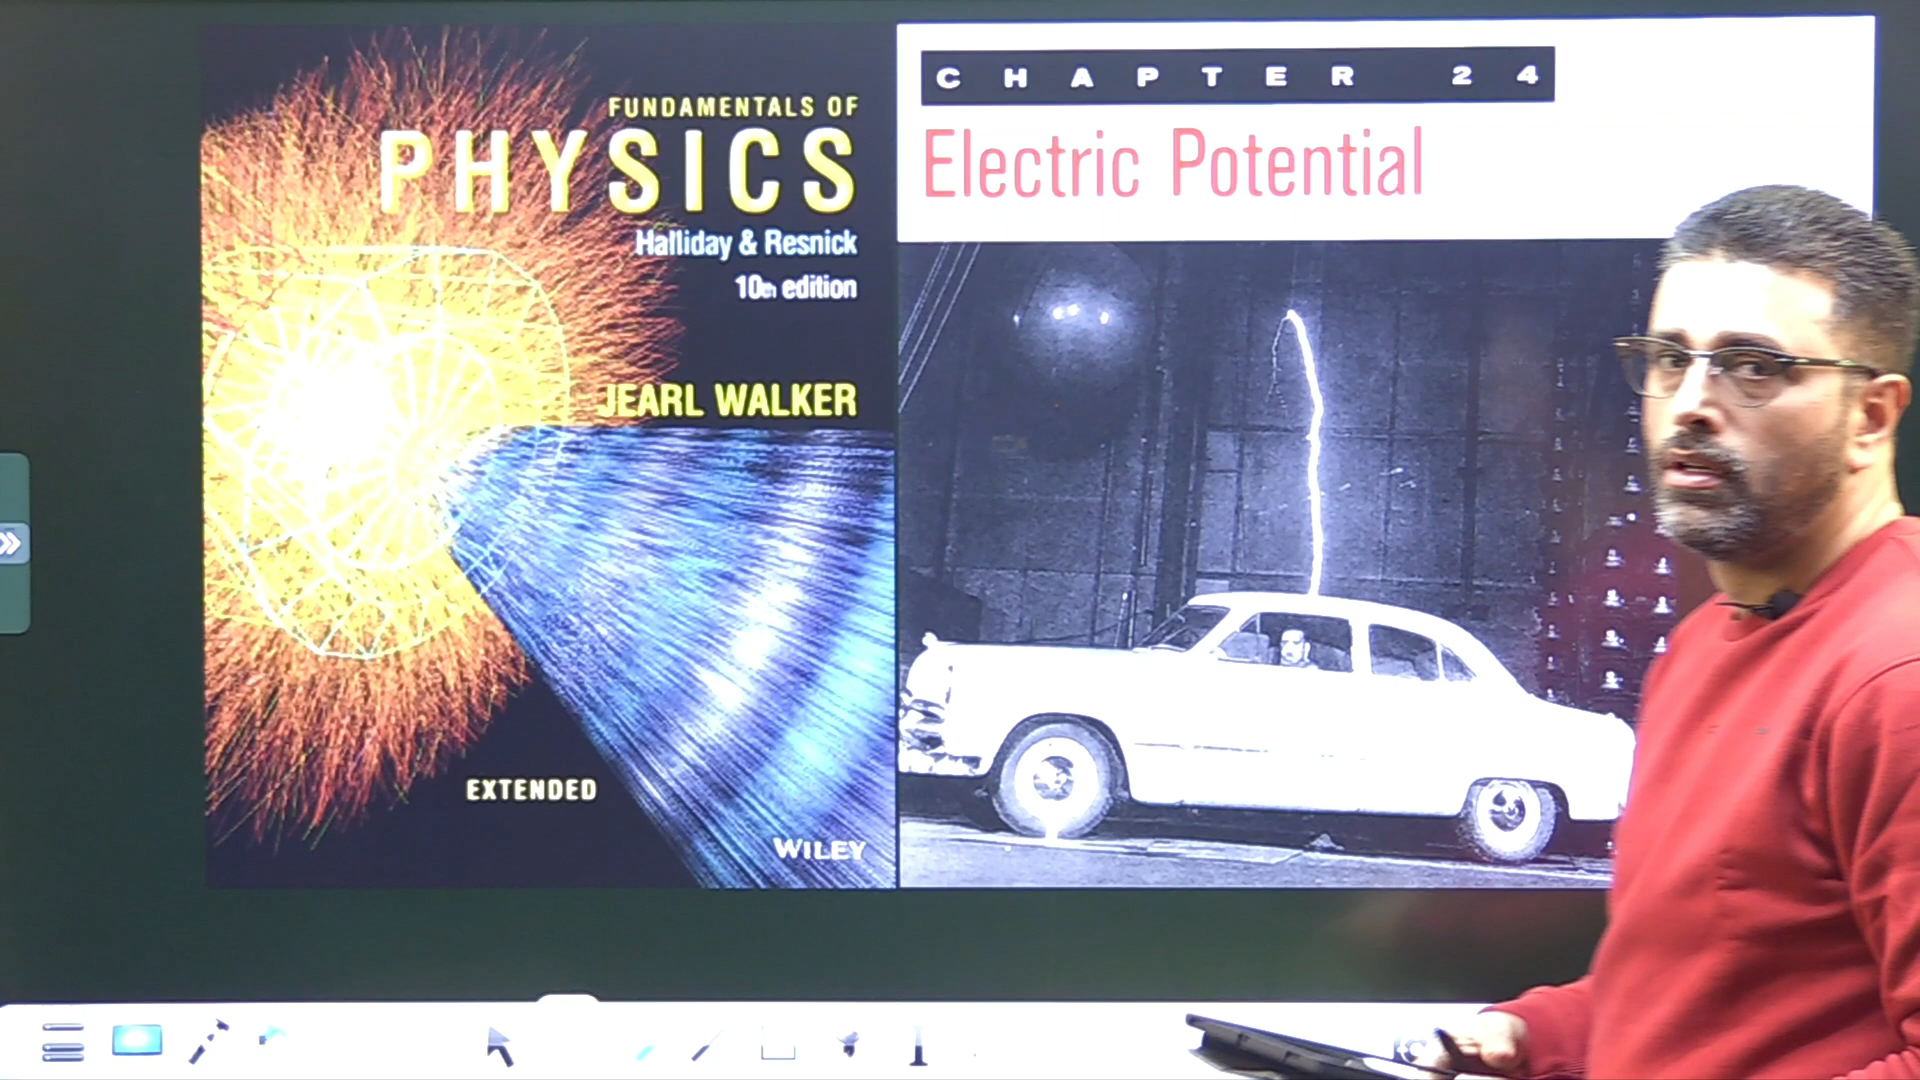 FUNDAMENTALS OF
PHYSICS
Halliday & Resnick
10th edition
JEARL WALKER
EXTENDED
WILEY
CHAPTER 24
Electric Potential